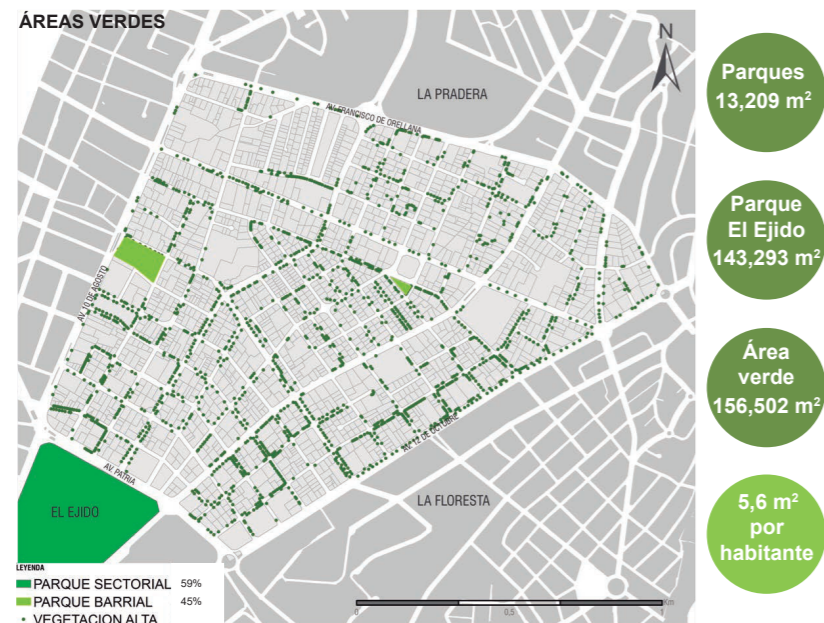 ÁREAS VERDES
N
LA PRADERA
AV. FRANCISCO DE ORELLANA
AV. 10 DE AGOSTO
AV. 12 DE OCTUBRE
AV. PATRIA
EL EJIDO
LA FLORESTA
LEYENDA
PARQUE SECTORIAL 59%
PARQUE BARRIAL 45%
VEGETACION ALTA
0 0,5 1 km
Parques
13,209 m²
Parque
El Ejido
143,293 m²
Área
verde
156,502 m²
5,6 m²
por
habitante